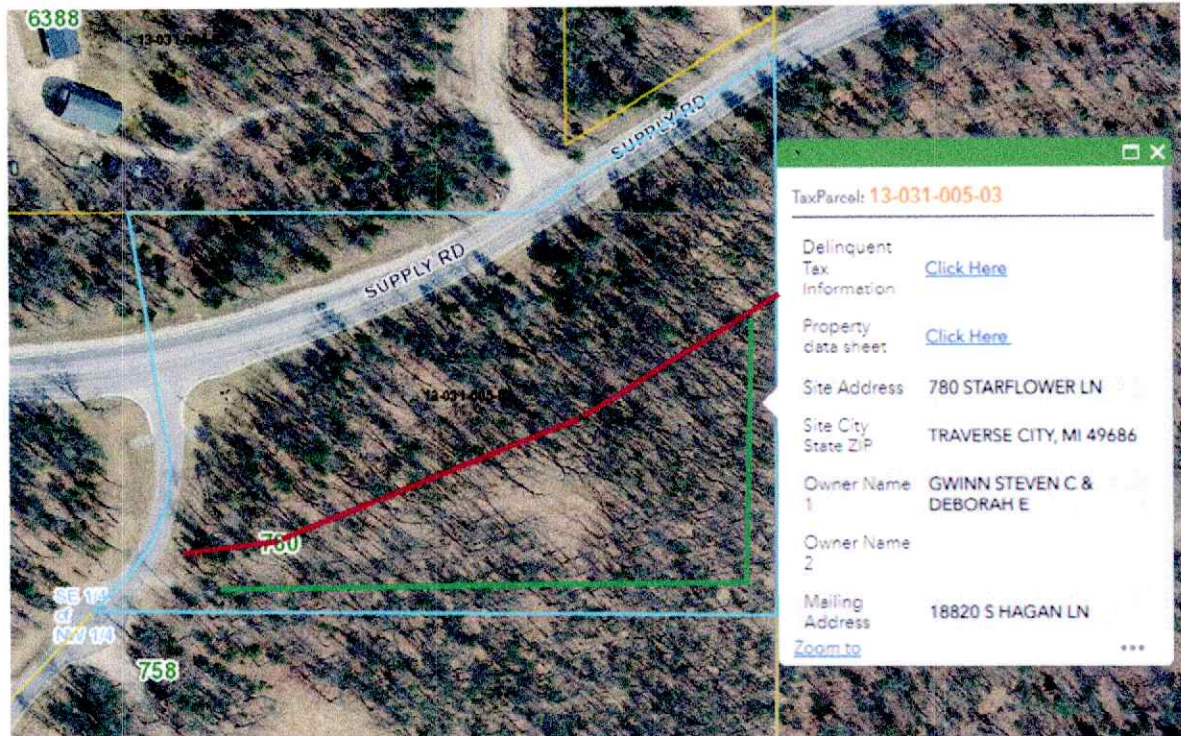 6388
SUPPLY RD
SUPPLY RD
780
SE 1/4
of
NW 1/4
758
TaxParcel: 13-031-005-03
Delinquent
Tax
Information
Click Here
Property
data sheet
Click Here
Site Address 780 STARFLOWER LN
Site City
State ZIP
TRAVERSE CITY, MI 49686
Owner Name
1
GWINN STEVEN C &
DEBORAH E
Owner Name
2
Mailing
Address
18820 S HAGAN LN
Zoom to